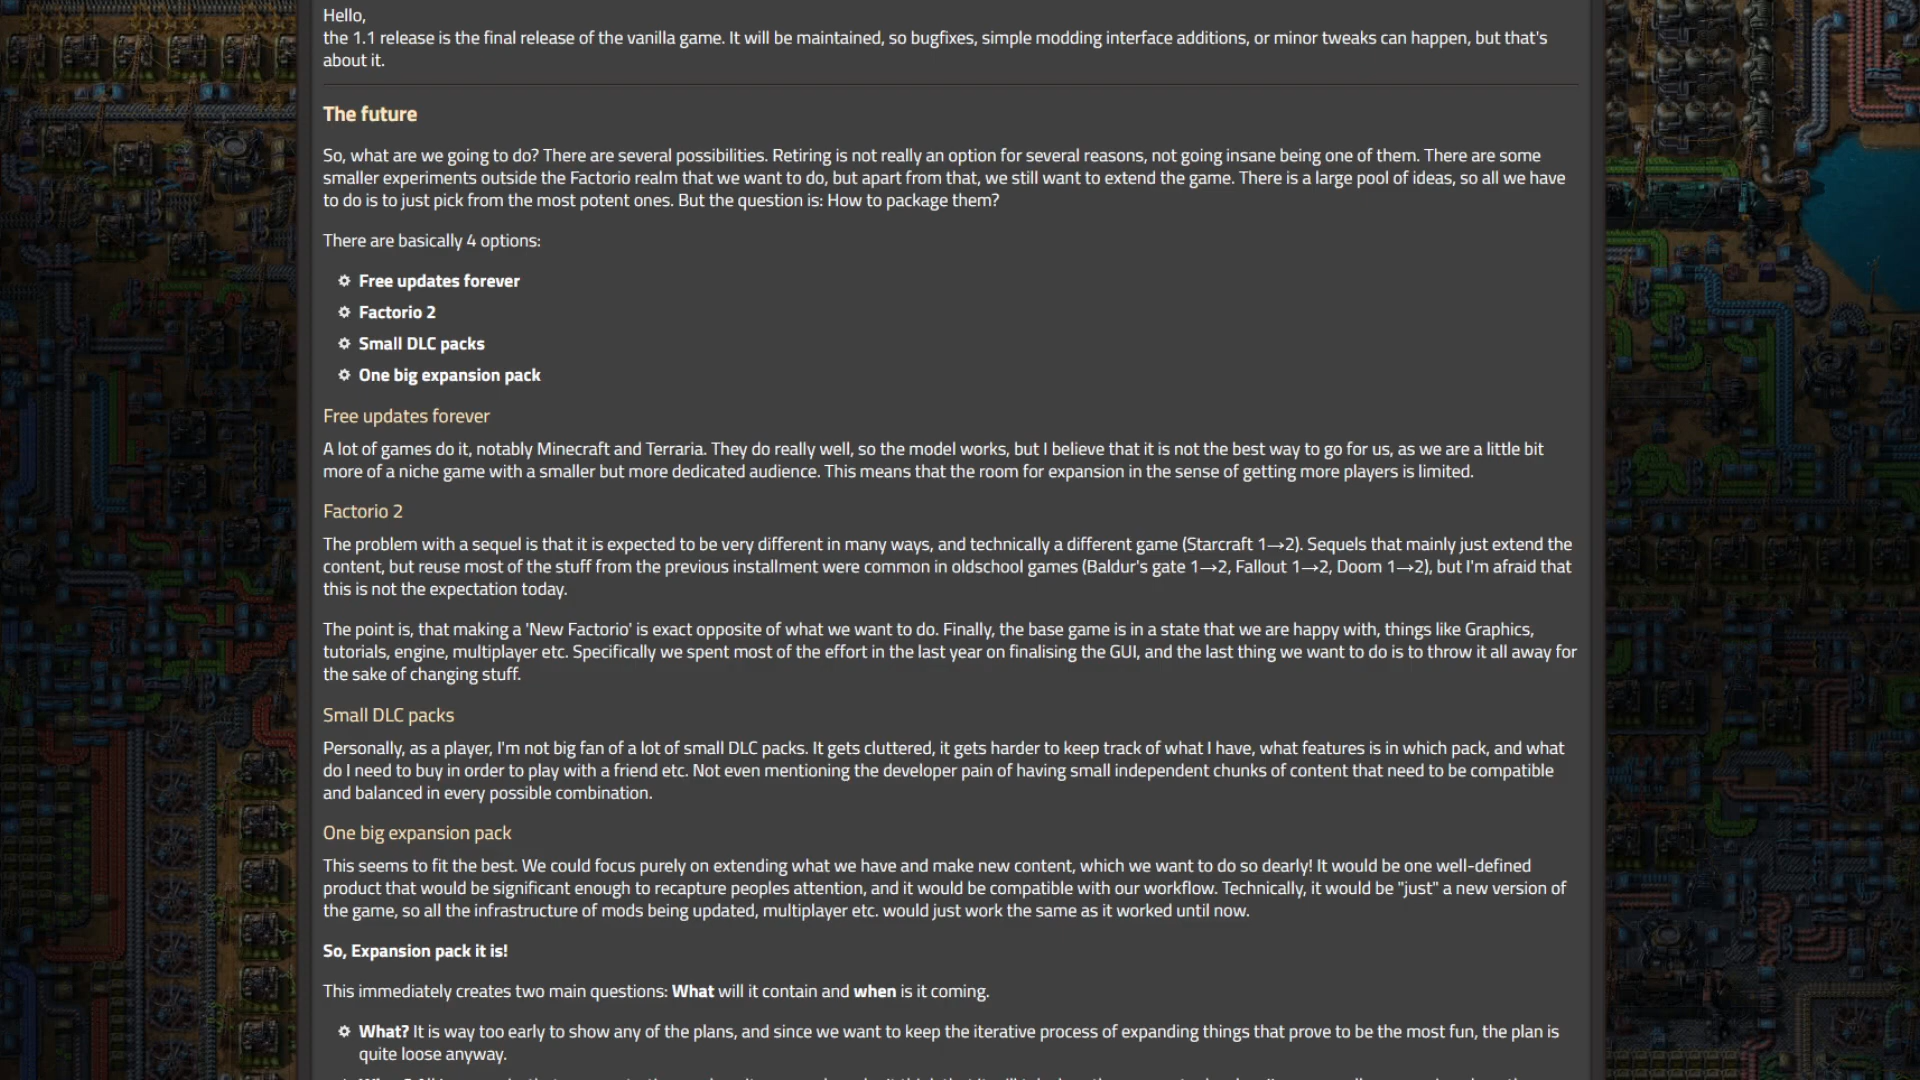 Hello,
the 1.1 release is the final release of the vanilla game. It will be maintained, so bugfixes, simple modding interface additions, or minor tweaks can happen, but that's
about it.
The future
So, what are we going to do? There are several possibilities. Retiring is not really an option for several reasons, not going insane being one of them. There are some
smaller experiments outside the Factorio realm that we want to do, but apart from that, we still want to extend the game. There is a large pool of ideas, so all we have
to do is to just pick from the most potent ones. But the question is: How to package them?
There are basically 4 options:
Free updates forever
Factorio 2
Small DLC packs
One big expansion pack
Free updates forever
A lot of games do it, notably Minecraft and Terraria. They do really well, so the model works, but I believe that it is not the best way to go for us, as we are a little bit
more of a niche game with a smaller but more dedicated audience. This means that the room for expansion in the sense of getting more players is limited.
Factorio 2
The problem with a sequel is that it is expected to be very different in many ways, and technically a different game (Starcraft 1→2). Sequels that mainly just extend the
content, but reuse most of the stuff from the previous installment were common in oldschool games (Baldur's gate 1→2, Fallout 1→2, Doom 1→2), but I'm afraid that
this is not the expectation today.
The point is, that making a 'New Factorio' is exact opposite of what we want to do. Finally, the base game is in a state that we are happy with, things like Graphics,
tutorials, engine, multiplayer etc. Specifically we spent most of the effort in the last year on finalising the GUI, and the last thing we want to do is to throw it all away for
the sake of changing stuff.
Small DLC packs
Personally, as a player, I'm not big fan of a lot of small DLC packs. It gets cluttered, it gets harder to keep track of what I have, what features is in which pack, and what
do I need to buy in order to play with a friend etc. Not even mentioning the developer pain of having small independent chunks of content that need to be compatible
and balanced in every possible combination.
One big expansion pack
This seems to fit the best. We could focus purely on extending what we have and make new content, which we want to do so dearly! It would be one well-defined
product that would be significant enough to recapture peoples attention, and it would be compatible with our workflow. Technically, it would be "just" a new version of
the game, so all the infrastructure of mods being updated, multiplayer etc. would just work the same as it worked until now.
So, Expansion pack it is!
This immediately creates two main questions: What will it contain and when is it coming.
What? It is way too early to show any of the plans, and since we want to keep the iterative process of expanding things that prove to be the most fun, the plan is
quite loose anyway.